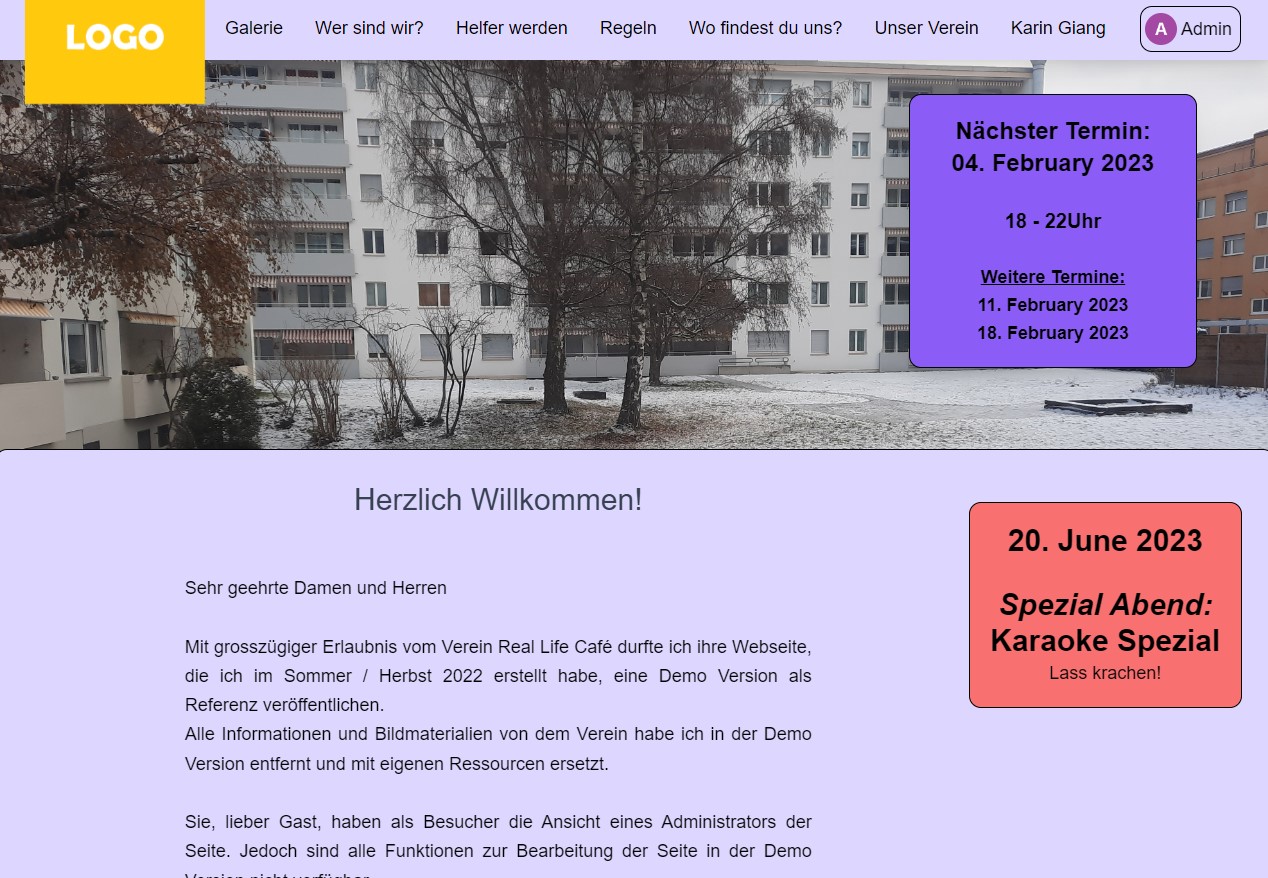 LOGO
Galerie
Wer sind wir?
Helfer werden
Regeln
Wo findest du uns?
Unser Verein
Karin Giang
A Admin
Nächster Termin:
04. February 2023
18 - 22Uhr
Weitere Termine:
11. February 2023
18. February 2023
Herzlich Willkommen!
Sehr geehrte Damen und Herren
Mit grosszügiger Erlaubnis vom Verein Real Life Café durfte ich ihre Webseite,
die ich im Sommer / Herbst 2022 erstellt habe, eine Demo Version als
Referenz veröffentlichen.
Alle Informationen und Bildmaterialien von dem Verein habe ich in der Demo
Version entfernt und mit eigenen Ressourcen ersetzt.
Sie, lieber Gast, haben als Besucher die Ansicht eines Administrators der
Seite. Jedoch sind alle Funktionen zur Bearbeitung der Seite in der Demo
Version nicht verfügbar
20. June 2023
Spezial Abend:
Karaoke Spezial
Lass krachen!